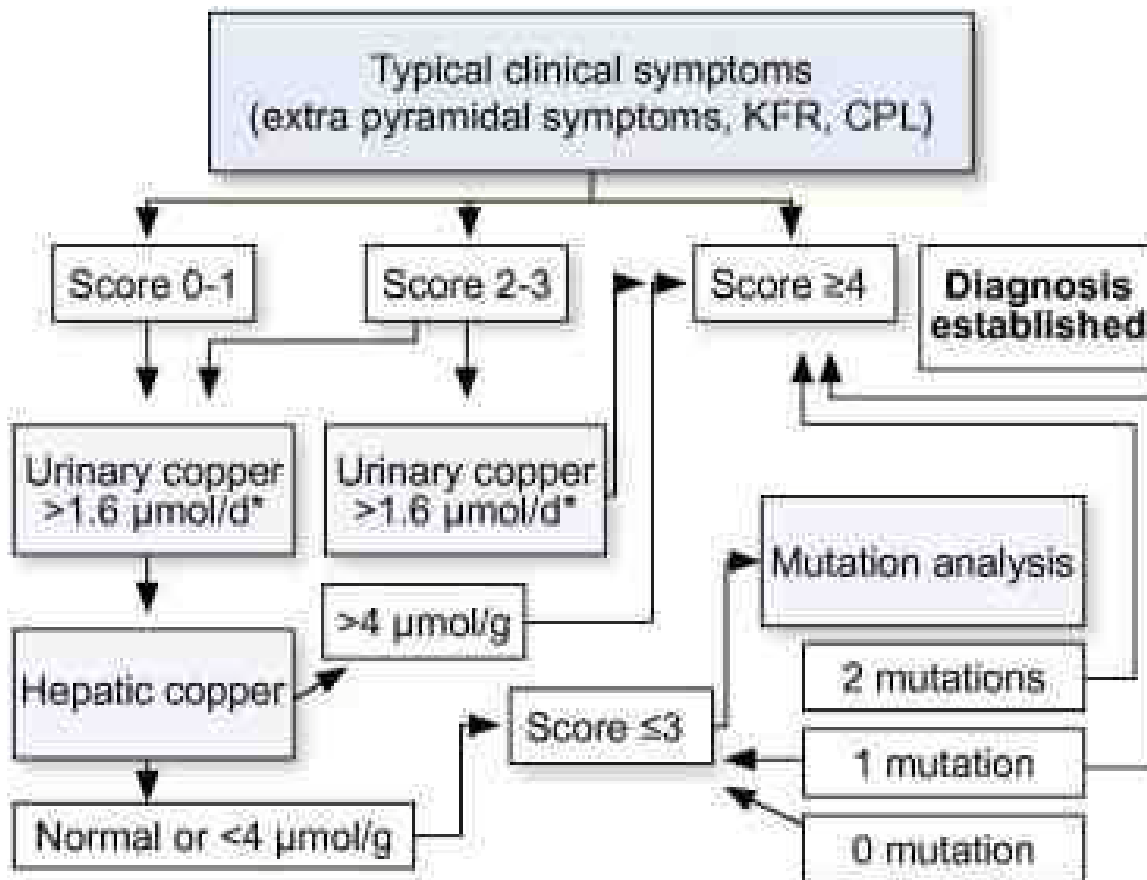 Typical clinical symptoms
(extra pyramidal symptoms, KFR, CPL)
Score 0-1
Score 2-3
Score ≥4
Diagnosis
established
Urinary copper
>1.6 µmol/d*
Urinary copper
>1.6 µmol/d*
Mutation analysis
>4 µmol/g
Hepatic copper
2 mutations
Score ≤3
1 mutation
Normal or <4 µmol/g
0 mutation